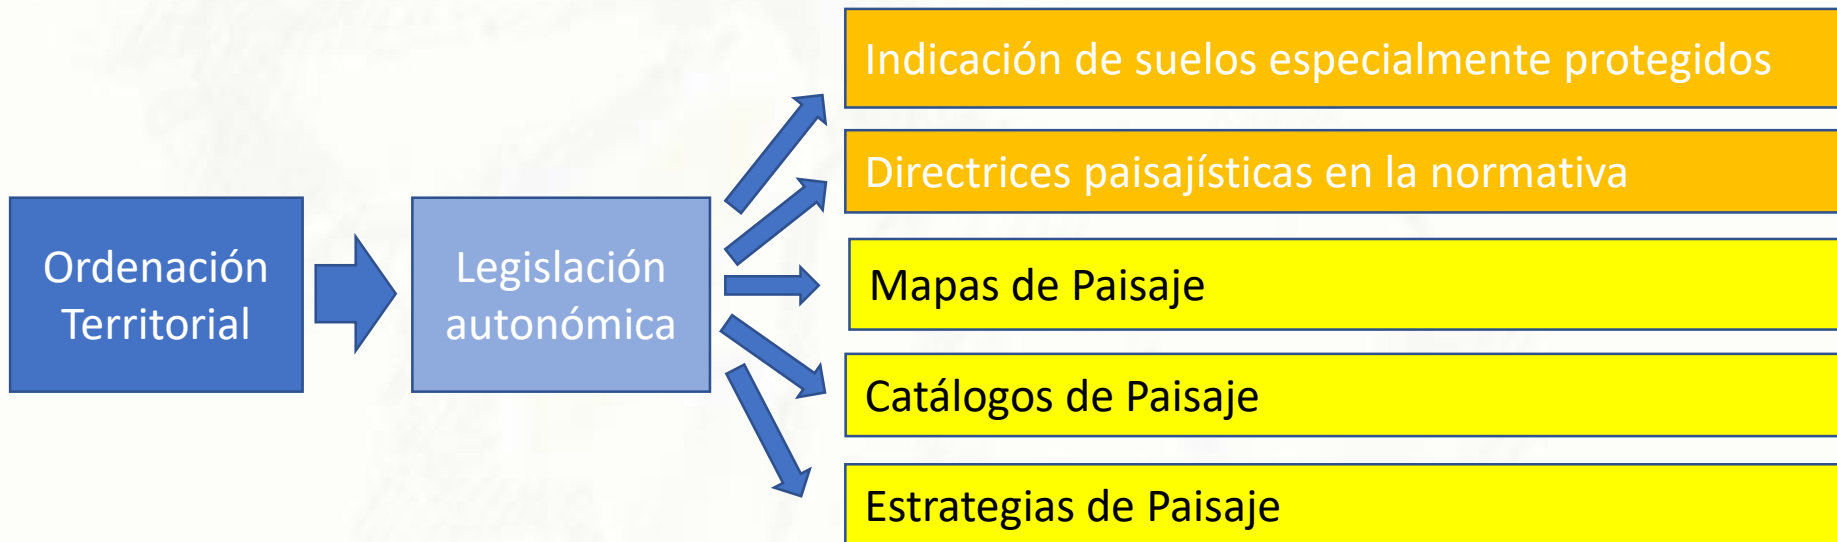 Ordenación
Territorial
Legislación
autonómica
Indicación de suelos especialmente protegidos
Directrices paisajísticas en la normativa
Mapas de Paisaje
Catálogos de Paisaje
Estrategias de Paisaje